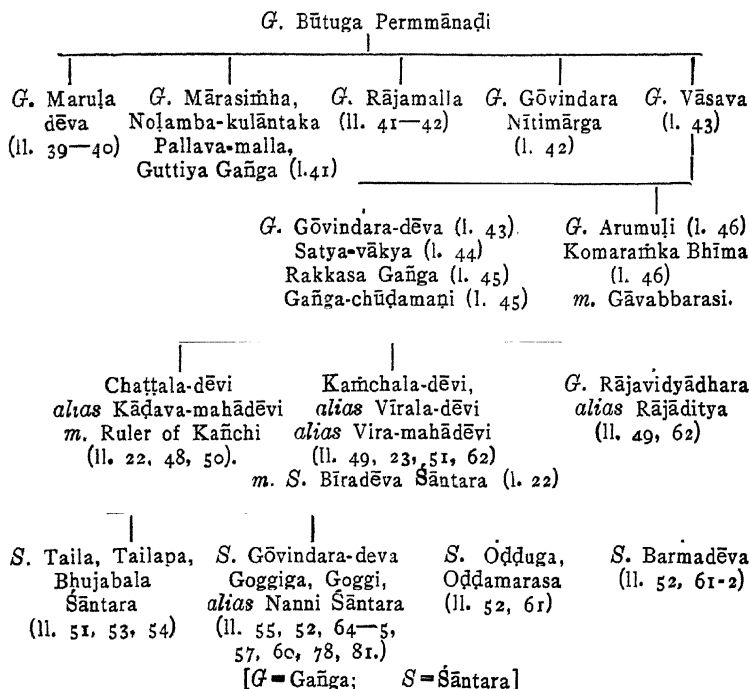 G. Būtuga Permmānaḍi
G. Maruḷa G. Mārasiṁha, G. Rājamalla G. Gōvindara G. Vāsava
dēva Noḷamba-kulāntaka (ll. 41—42) Nītimārga (l. 43)
(ll. 39—40) Pallava-malla, l. 42)
Guttiya Gañga (l.41)
G. Gōvindara-dēva (l. 43) G. Arumuḷi (l. 46)
Satya-vākya (l. 44) Komaraṁka Bhīma
Rakkasa Gañga (l. 45) (l. 46)
Gañga-chūḍamaṇi (l. 45) m. Gāvabbarasi.
Chaṭṭala-dēvi Kaṁchala-dēvi, G. Rājavidyādhara
alias Kāḍava-mahādēvi alias Vīrala-dēvi alias Rājāditya
m. Ruler of Kañchi alias Vira-mahādēvi (ll. 49, 62)
(ll. 22, 48, 50). (ll. 49, 23, 51, 62)
m. S. Bīradēva Śāntara (l. 22)
S. Taila, Tailapa, S. Gōvindara-deva S. Oḍḍuga, S. Barmadēva
Bhujabala Goggiga, Goggi, Oḍḍamarasa (ll. 52, 61-2)
Śāntara alias Nanni Śāntara (ll. 52, 61)
(ll. 51, 53, 54) (ll. 55, 52, 64—5,
57, 60, 78, 81.)
[G = Gañga; S = Śāntara]